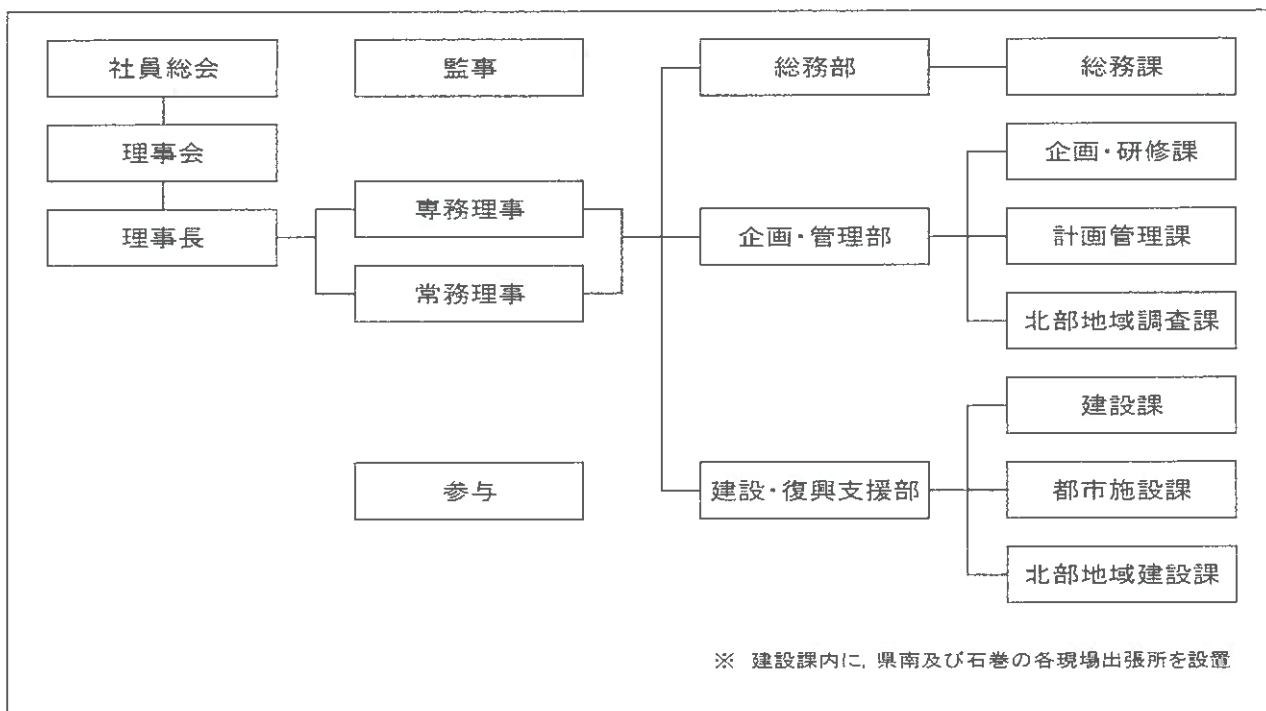 社員総会
監事
総務部
総務課
理事会
企画・研修課
理事長
専務理事
企画・管理部
計画管理課
常務理事
北部地域調査課
建設課
参与
建設・復興支援部
都市施設課
北部地域建設課
※ 建設課内に，県南及び石巻の各現場出張所を設置